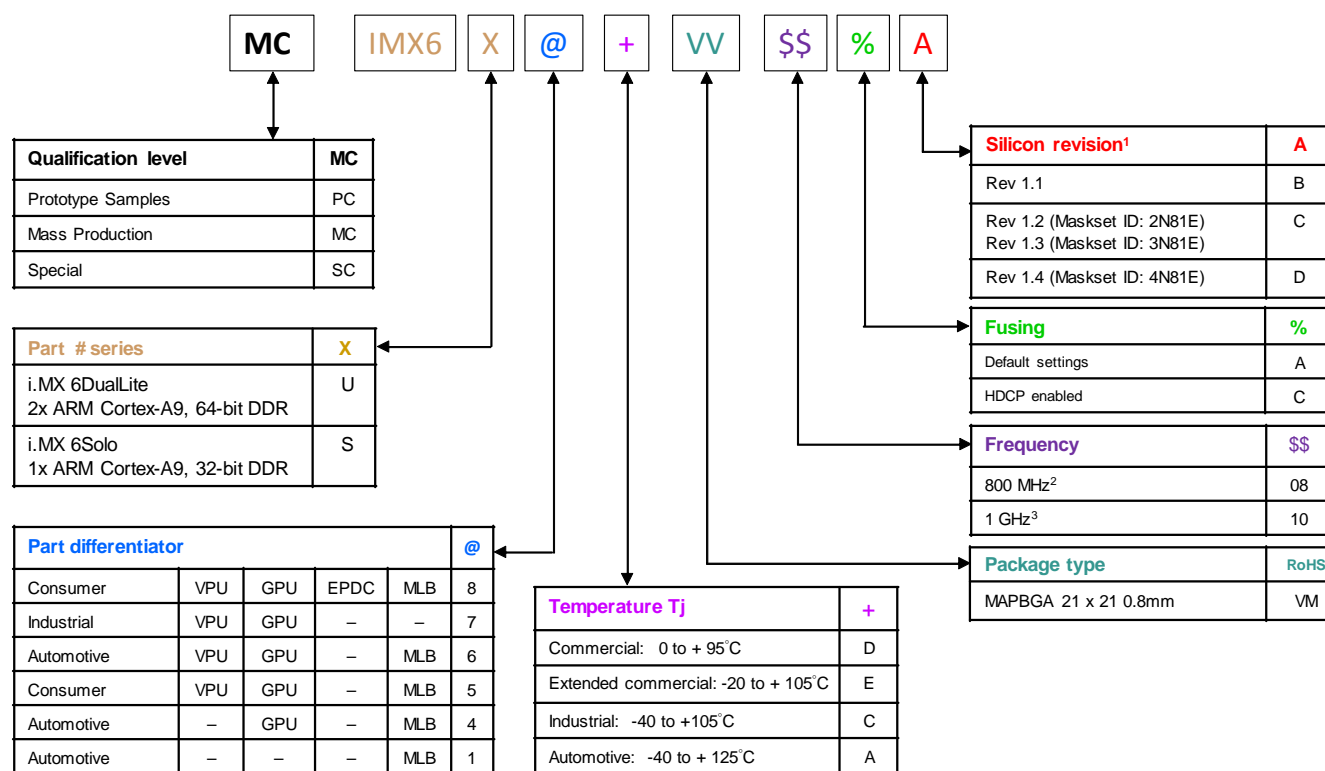 MC IMX6 X @ + VV $$ % A
Qualification level MC
Prototype Samples PC
Mass Production MC
Special SC
Part # series X
i.MX 6DualLite U
2x ARM Cortex-A9, 64-bit DDR
i.MX 6Solo S
1x ARM Cortex-A9, 32-bit DDR
Part differentiator @
Consumer VPU GPU EPDC MLB 8
Industrial VPU GPU – – 7
Automotive VPU GPU – MLB 6
Consumer VPU GPU – MLB 5
Automotive – GPU – MLB 4
Automotive – – – MLB 1
Temperature Tj +
Commercial: 0 to + 95°C D
Extended commercial: -20 to + 105°C E
Industrial: -40 to +105°C C
Automotive: -40 to + 125°C A
Silicon revision¹ A
Rev 1.1 B
Rev 1.2 (Maskset ID: 2N81E) C
Rev 1.3 (Maskset ID: 3N81E)
Rev 1.4 (Maskset ID: 4N81E) D
Fusing %
Default settings A
HDCP enabled C
Frequency $$
800 MHz² 08
1 GHz³ 10
Package type RoHS
MAPBGA 21 x 21 0.8mm VM